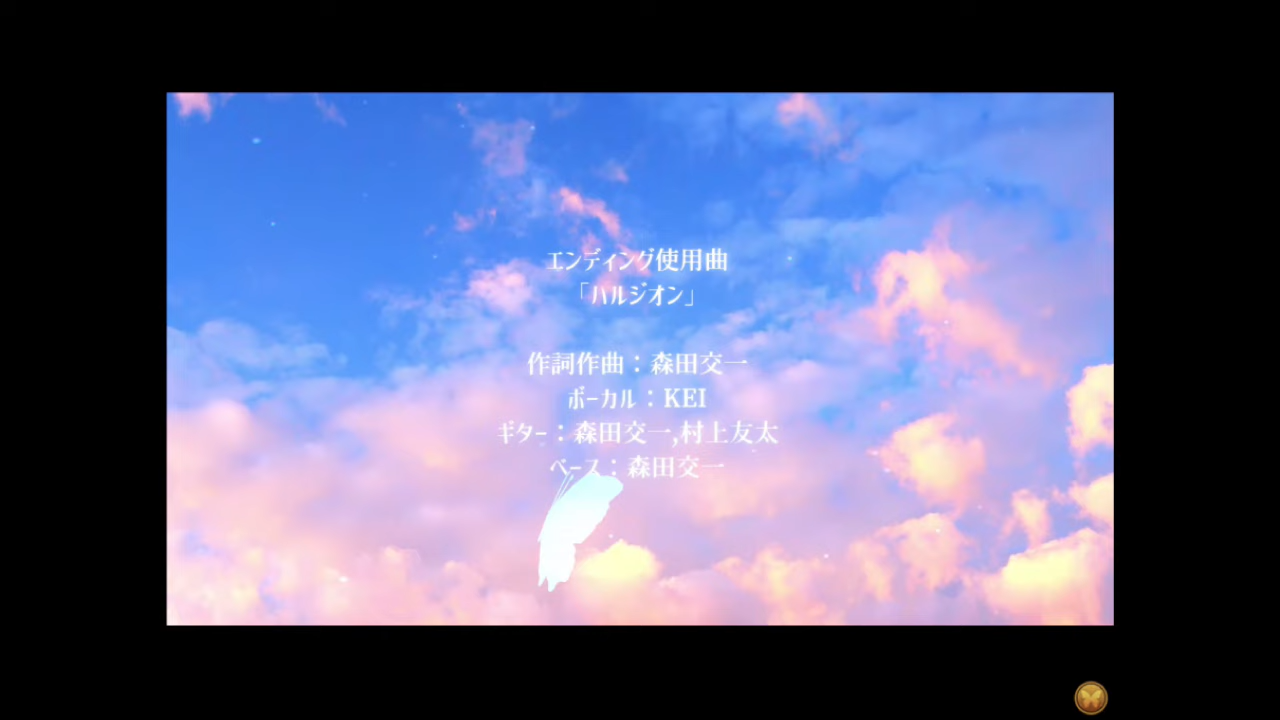 エンディング使用曲
「ハルジオン」
作詞作曲：森田交一
ボーカル：KEI
ギター：森田交一,村上友太
ベース：森田交一